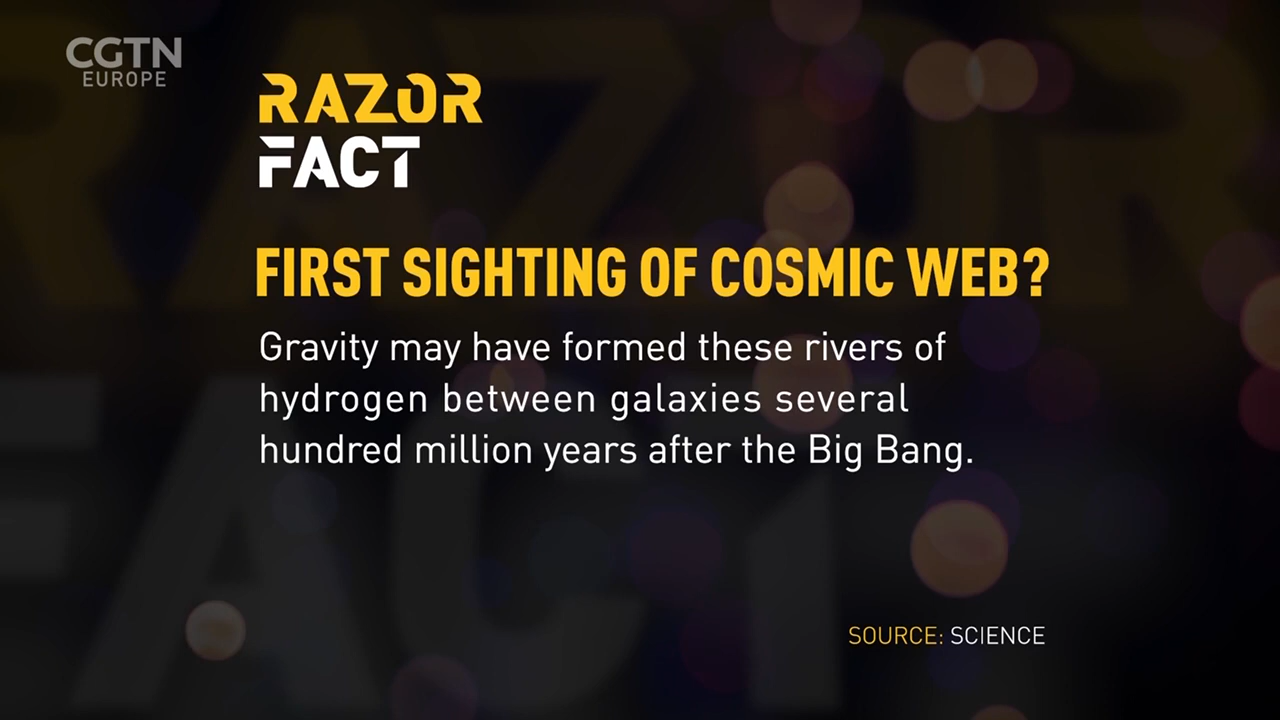 CGTN
EUROPE
RAZOR
FACT
FIRST SIGHTING OF COSMIC WEB?
Gravity may have formed these rivers of
hydrogen between galaxies several
hundred million years after the Big Bang.
SOURCE: SCIENCE